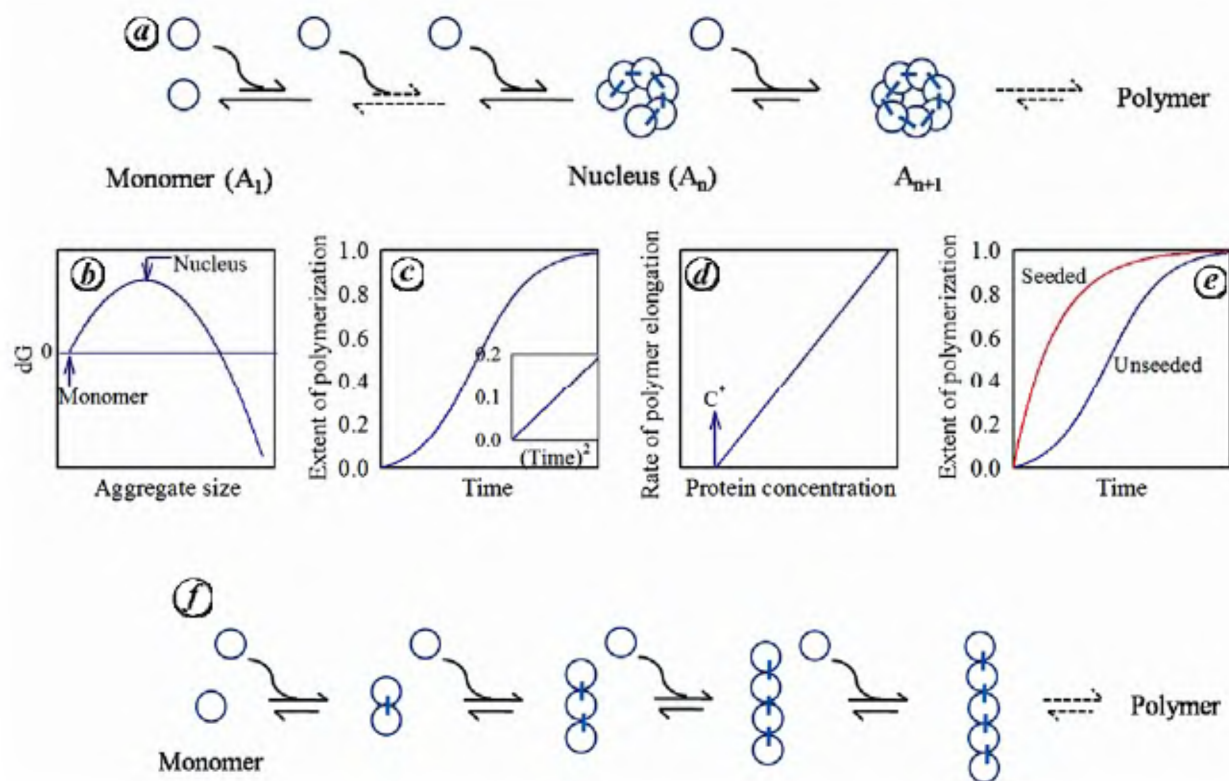 a
Monomer (A₁)
Nucleus (Aₙ)
Aₙ₊₁
Polymer
b
Nucleus
0
Monomer
dG
Aggregate size
c
Extent of polymerization
1.0
0.8
0.6
0.4
0.2
0.0
0.2
0.1
0.0
(Time)²
Time
d
Rate of polymer elongation
C⁺
Protein concentration
e
Extent of polymerization
1.0
0.8
0.6
0.4
0.2
0.0
Seeded
Unseeded
Time
f
Monomer
Polymer